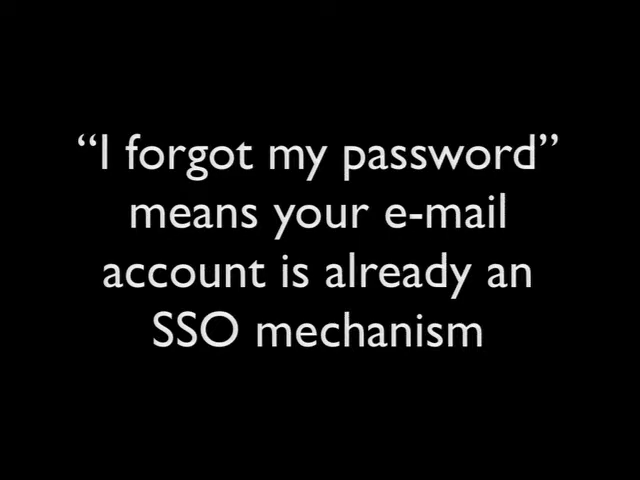 “I forgot my password”
means your e-mail
account is already an
SSO mechanism